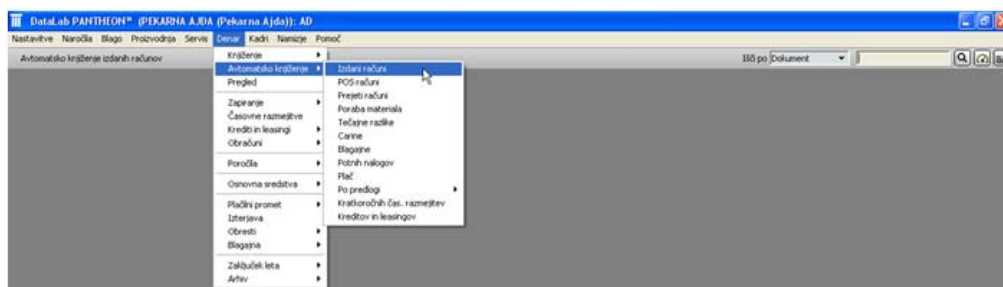 DataLab PANTHEON™ (PEKARNA AJDA (Pekarna Ajda)): AD
Nastavitve Naročila Blago Proizvodnja Servis Denar Kadri Namizje Pomoč
Avtomatsko knjiženje izdanih računov
Išči po Dokument
Knjiženje
Avtomatsko knjiženje
Pregled
Zapiranje
Časovne razmejitve
Krediti in leasingi
Obračuni
Poročila
Osnovna sredstva
Plačilni promet
Izterjava
Obresti
Blagajna
Zaključek leta
Arhiv
Izdani računi
POS računi
Prejeti računi
Poraba materiala
Tečajne razlike
Carine
Blagajne
Potnih nalogov
Plač
Po predlogi
Kratkoročnih čas. razmejitev
Kreditov in leasingov